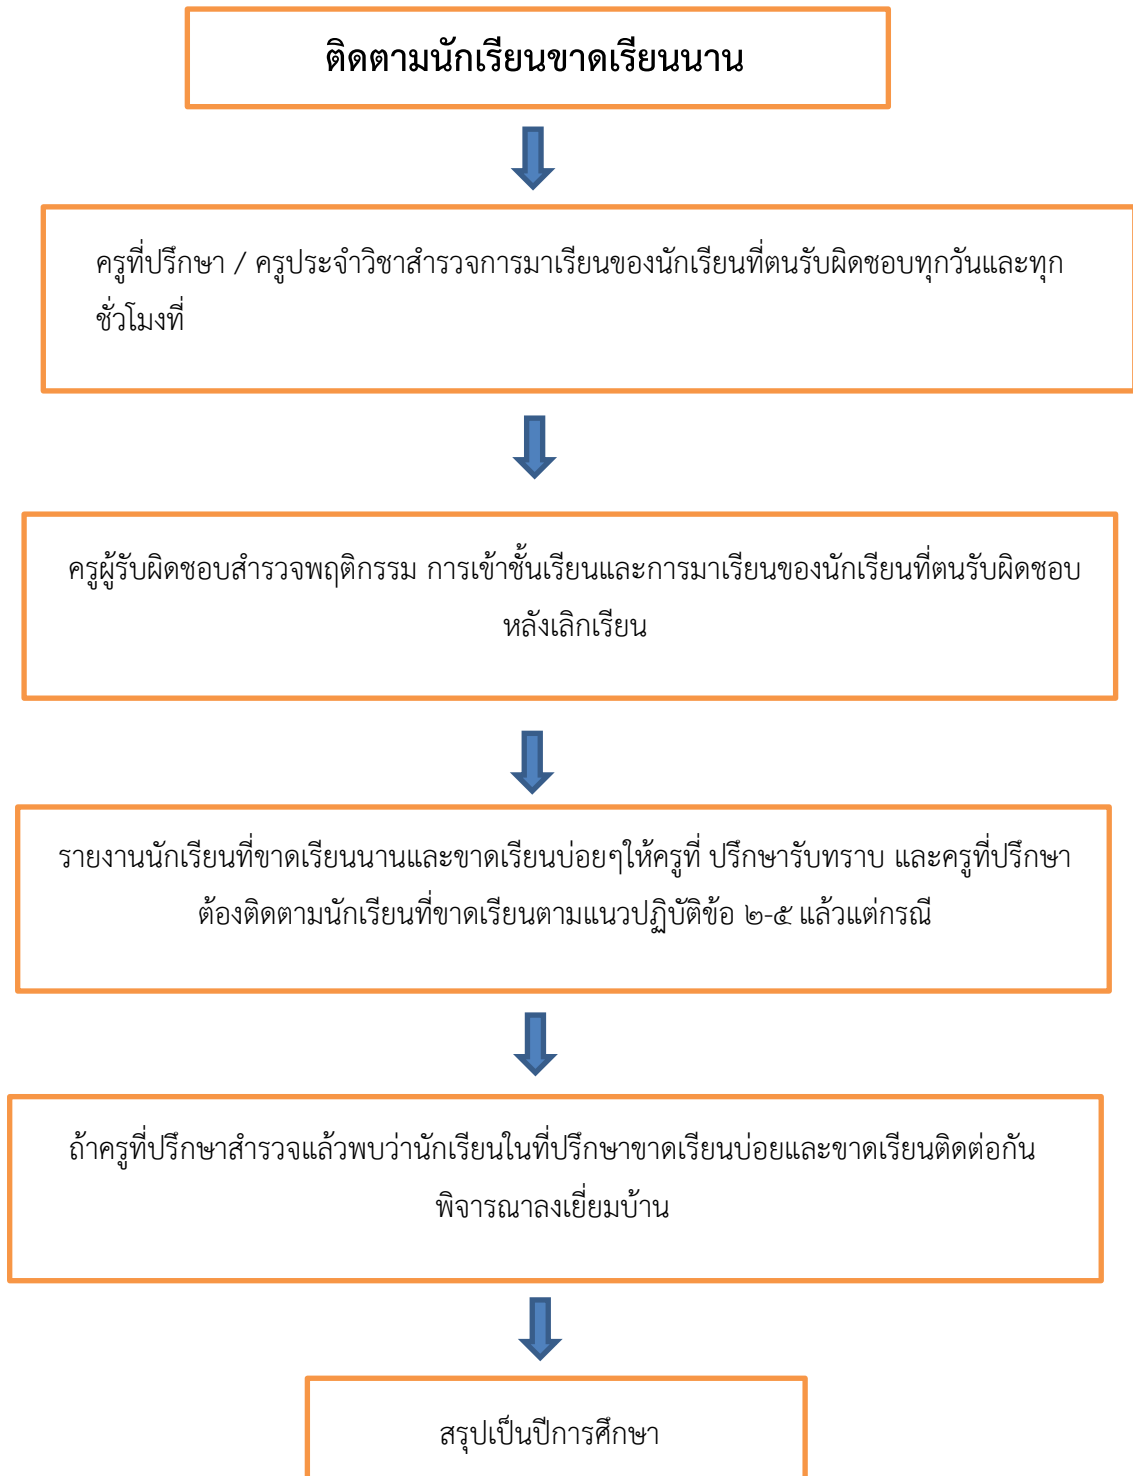 ติดตามนักเรียนขาดเรียนนาน
ครูที่ปรึกษา / ครูประจำวิชาสำรวจการมาเรียนของนักเรียนที่ตนรับผิดชอบทุกวันและทุก
ชั่วโมงที่
ครูผู้รับผิดชอบสำรวจพฤติกรรม การเข้าชั้นเรียนและการมาเรียนของนักเรียนที่ตนรับผิดชอบ
หลังเลิกเรียน
รายงานนักเรียนที่ขาดเรียนนานและขาดเรียนบ่อยๆให้ครูที่ ปรึกษารับทราบ และครูที่ปรึกษา
ต้องติดตามนักเรียนที่ขาดเรียนตามแนวปฏิบัติข้อ ๒-๕ แล้วแต่กรณี
ถ้าครูที่ปรึกษาสำรวจแล้วพบว่านักเรียนในที่ปรึกษาขาดเรียนบ่อยและขาดเรียนติดต่อกัน
พิจารณาลงเยี่ยมบ้าน
สรุปเป็นปีการศึกษา